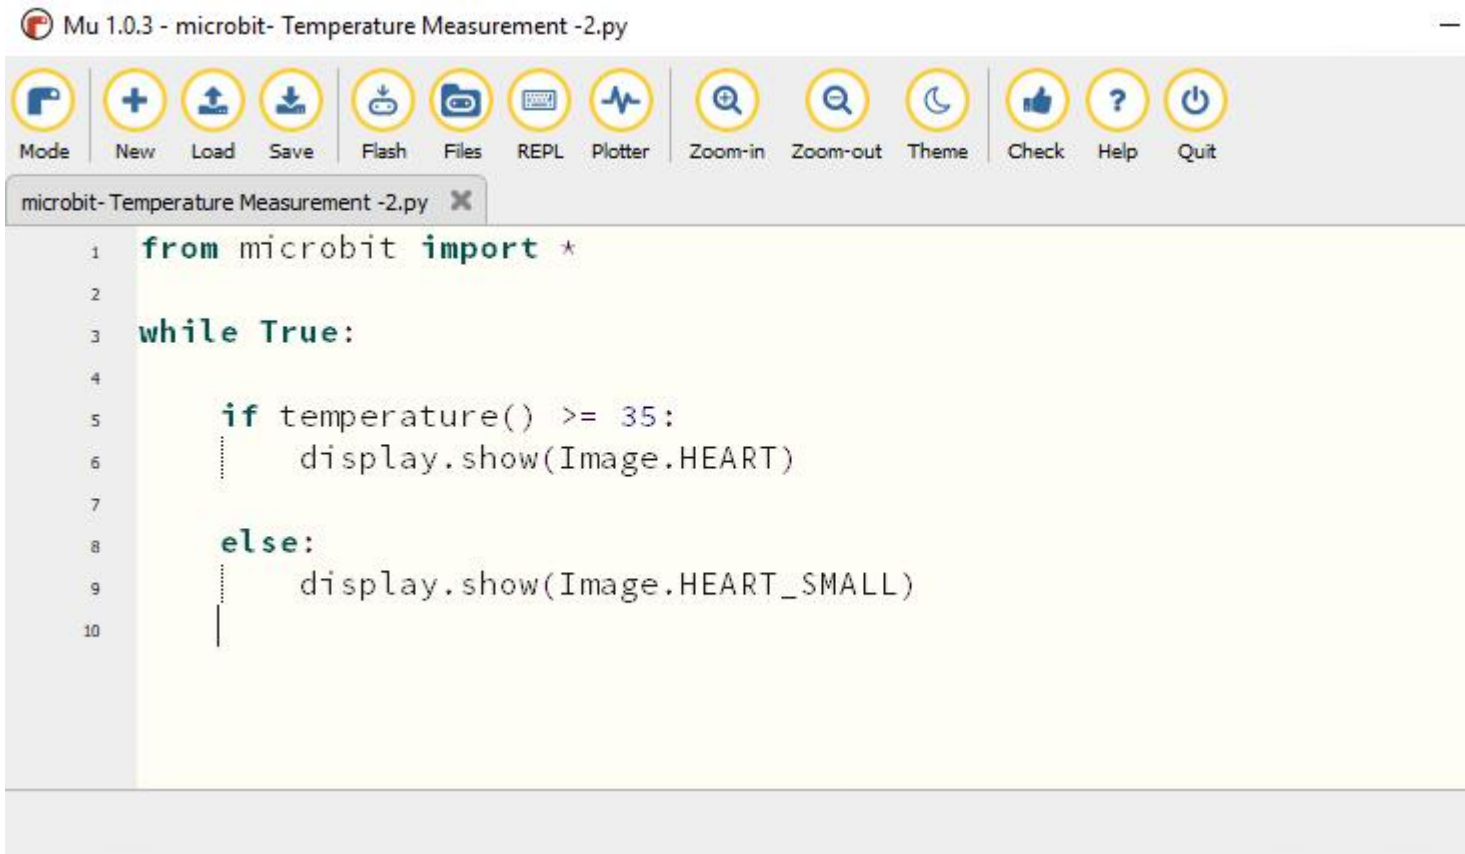 Mu 1.0.3 - microbit- Temperature Measurement -2.py
Mode New Load Save Flash Files REPL Plotter Zoom-in Zoom-out Theme Check Help Quit
microbit- Temperature Measurement -2.py
1 from microbit import *
2
3 while True:
4
5 if temperature() >= 35:
6 display.show(Image.HEART)
7
8 else:
9 display.show(Image.HEART_SMALL)
10